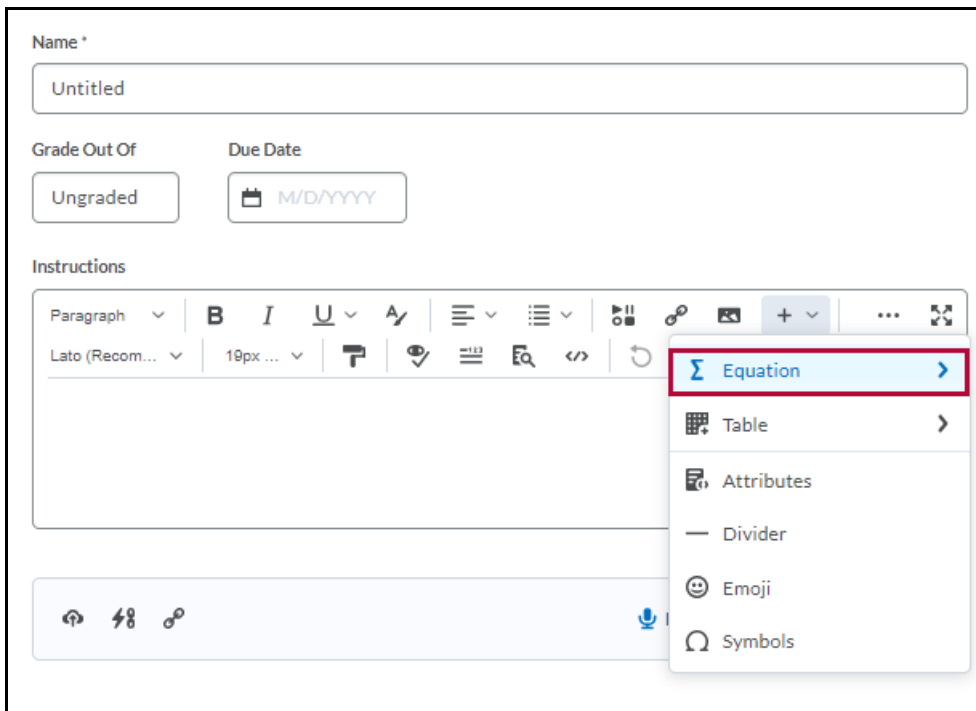 Name *
Untitled
Grade Out Of Due Date
Ungraded M/D/YYYY
Instructions
Paragraph B I U
Lato (Recom... 19px ...
Equation
Table
Attributes
Divider
Emoji
Symbols